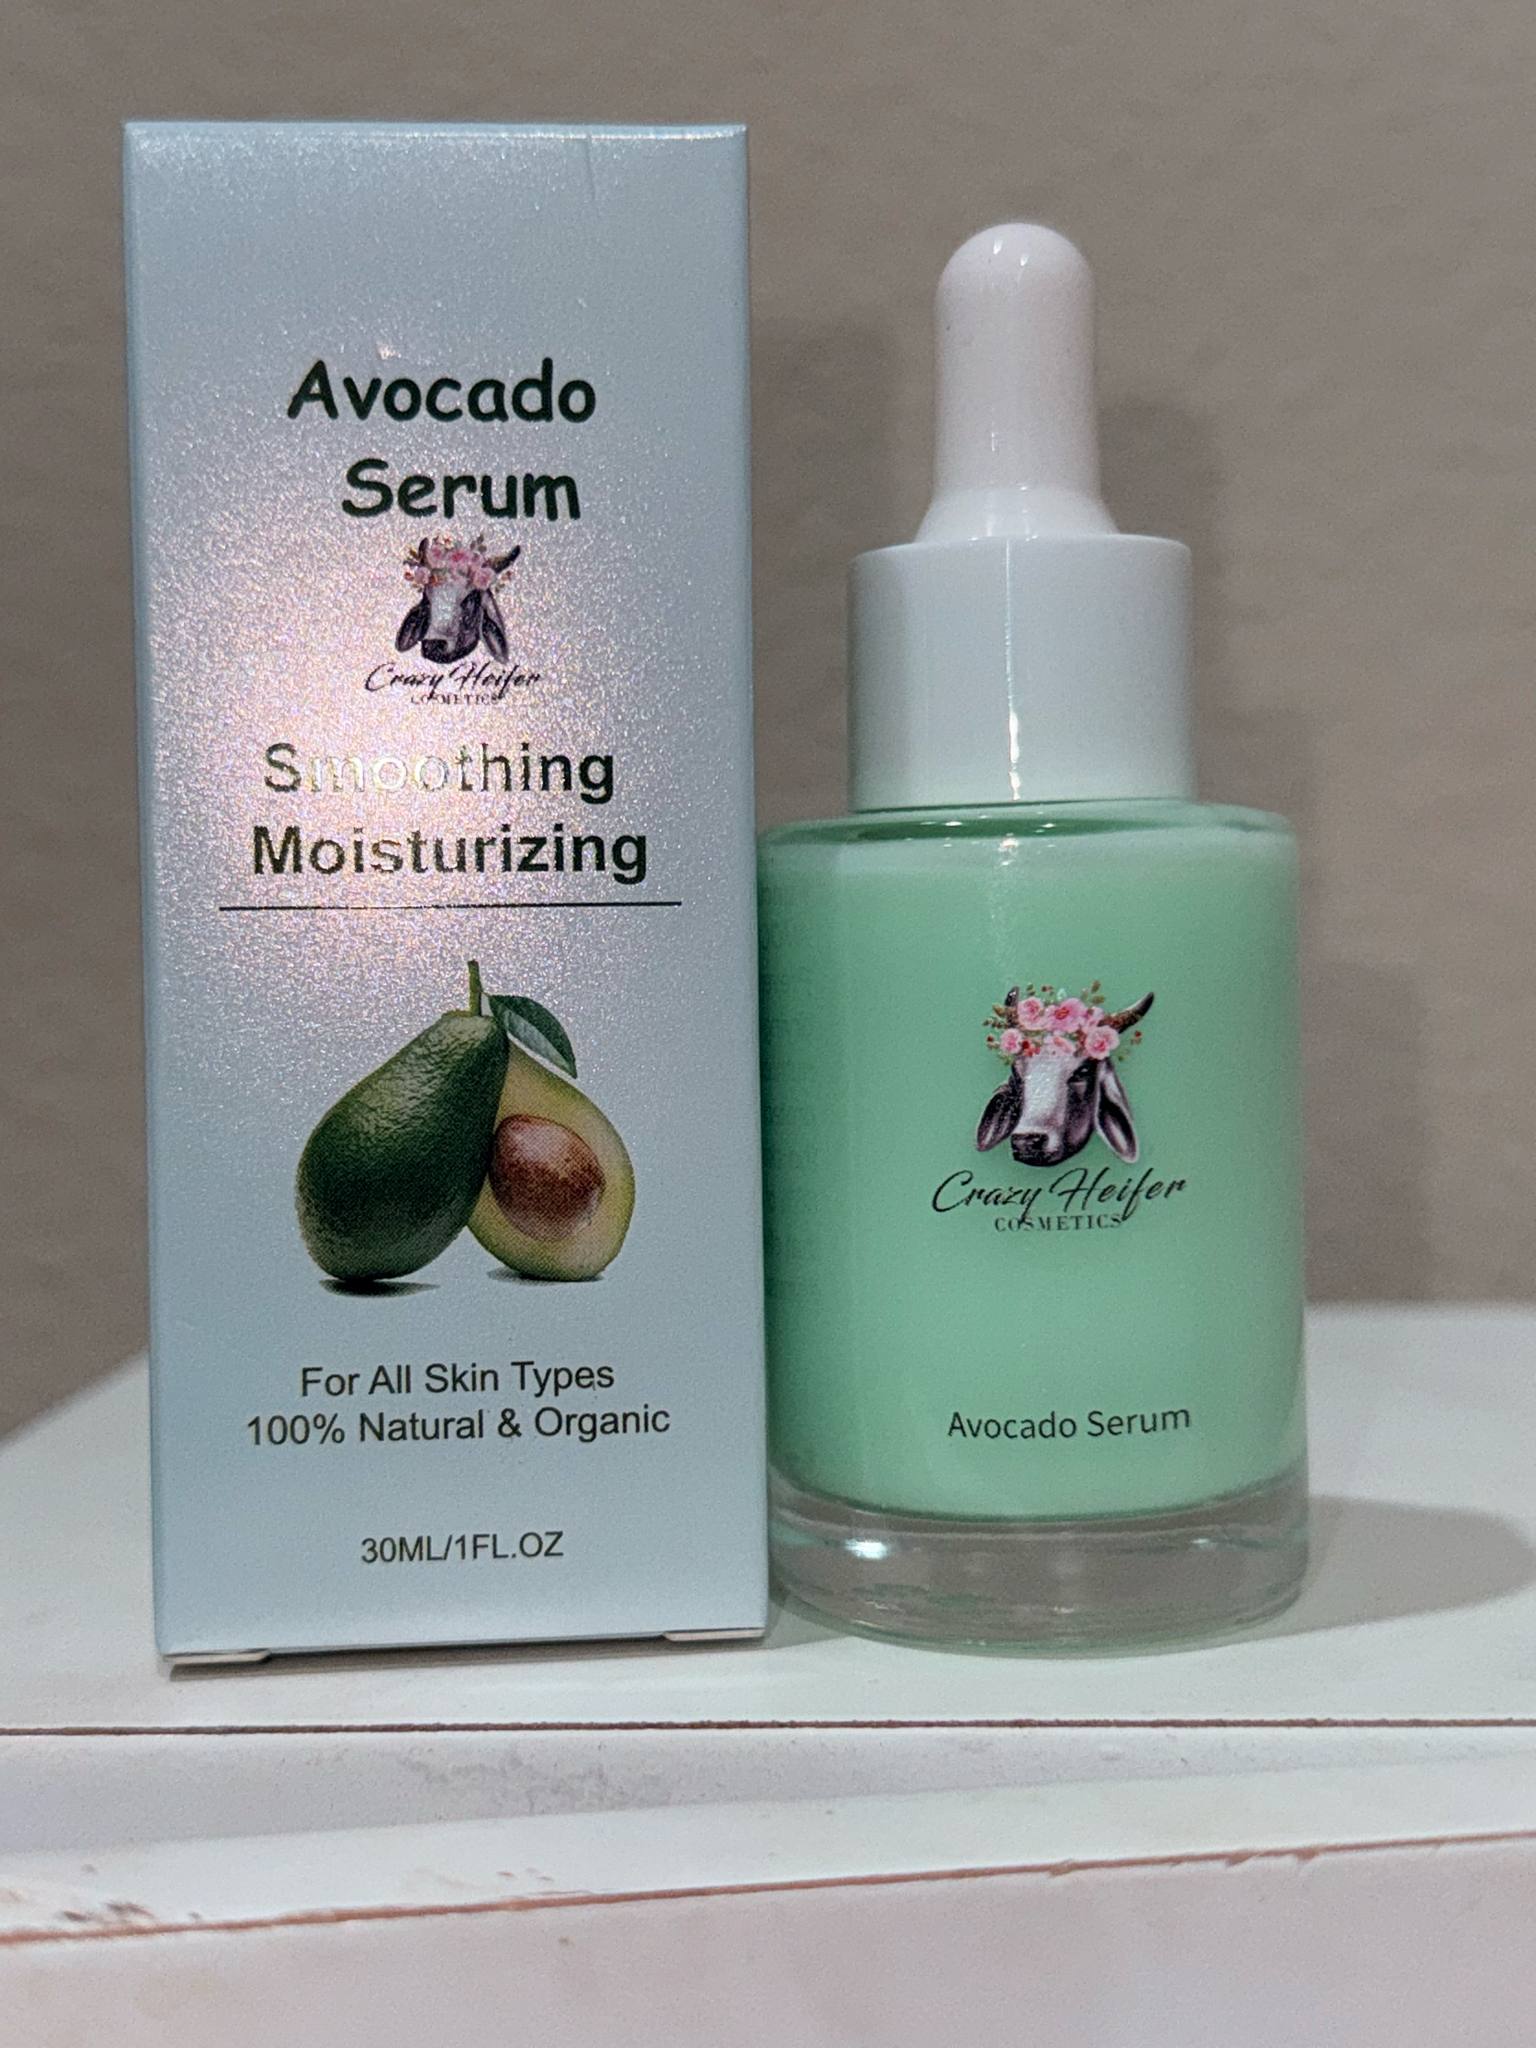 Avocado
Serum
Crazy Heifer
COSMETICS
Smoothing
Moisturizing
For All Skin Types
100% Natural & Organic
30ML/1FL.OZ
Crazy Heifer
COSMETICS
Avocado Serum